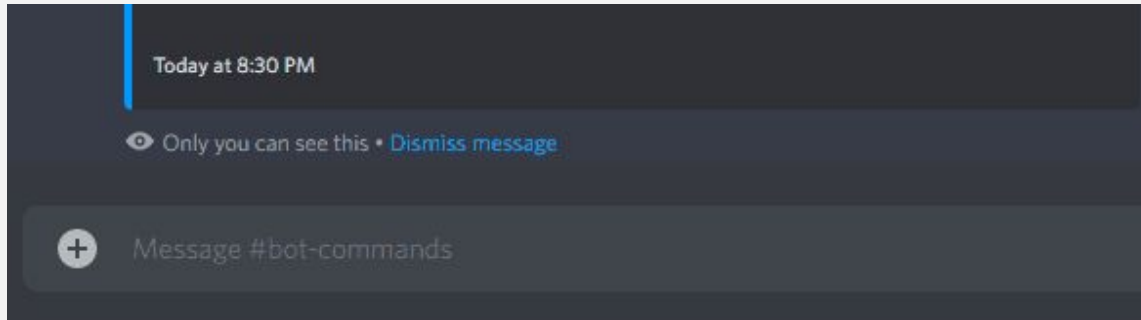 Today at 8:30 PM
Only you can see this • Dismiss message
Message #bot-commands